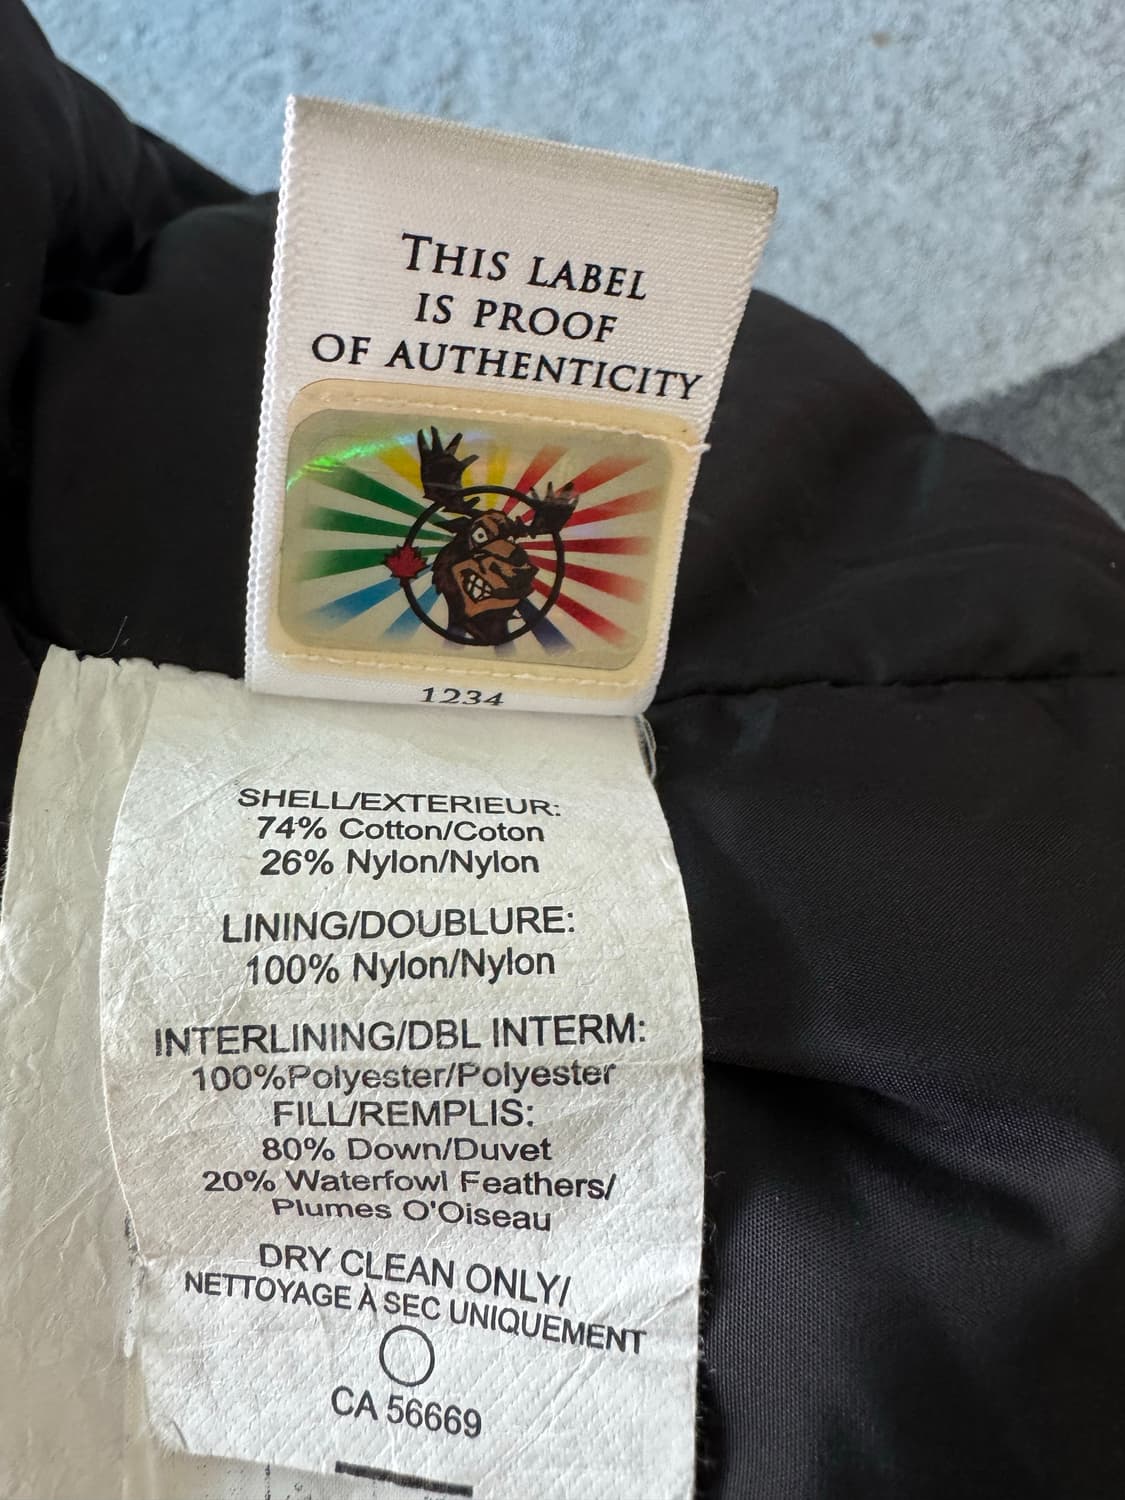 THIS LABEL
IS PROOF
OF AUTHENTICITY
1234
SHELL/EXTERIEUR:
74% Cotton/Coton
26% Nylon/Nylon
LINING/DOUBLURE:
100% Nylon/Nylon
INTERLINING/DBL INTERM:
100%Polyester/Polyester
FILL/REMPLIS:
80% Down/Duvet
20% Waterfowl Feathers/
Plumes O'Oiseau
DRY CLEAN ONLY/
NETTOYAGE À SEC UNIQUEMENT
CA 56669